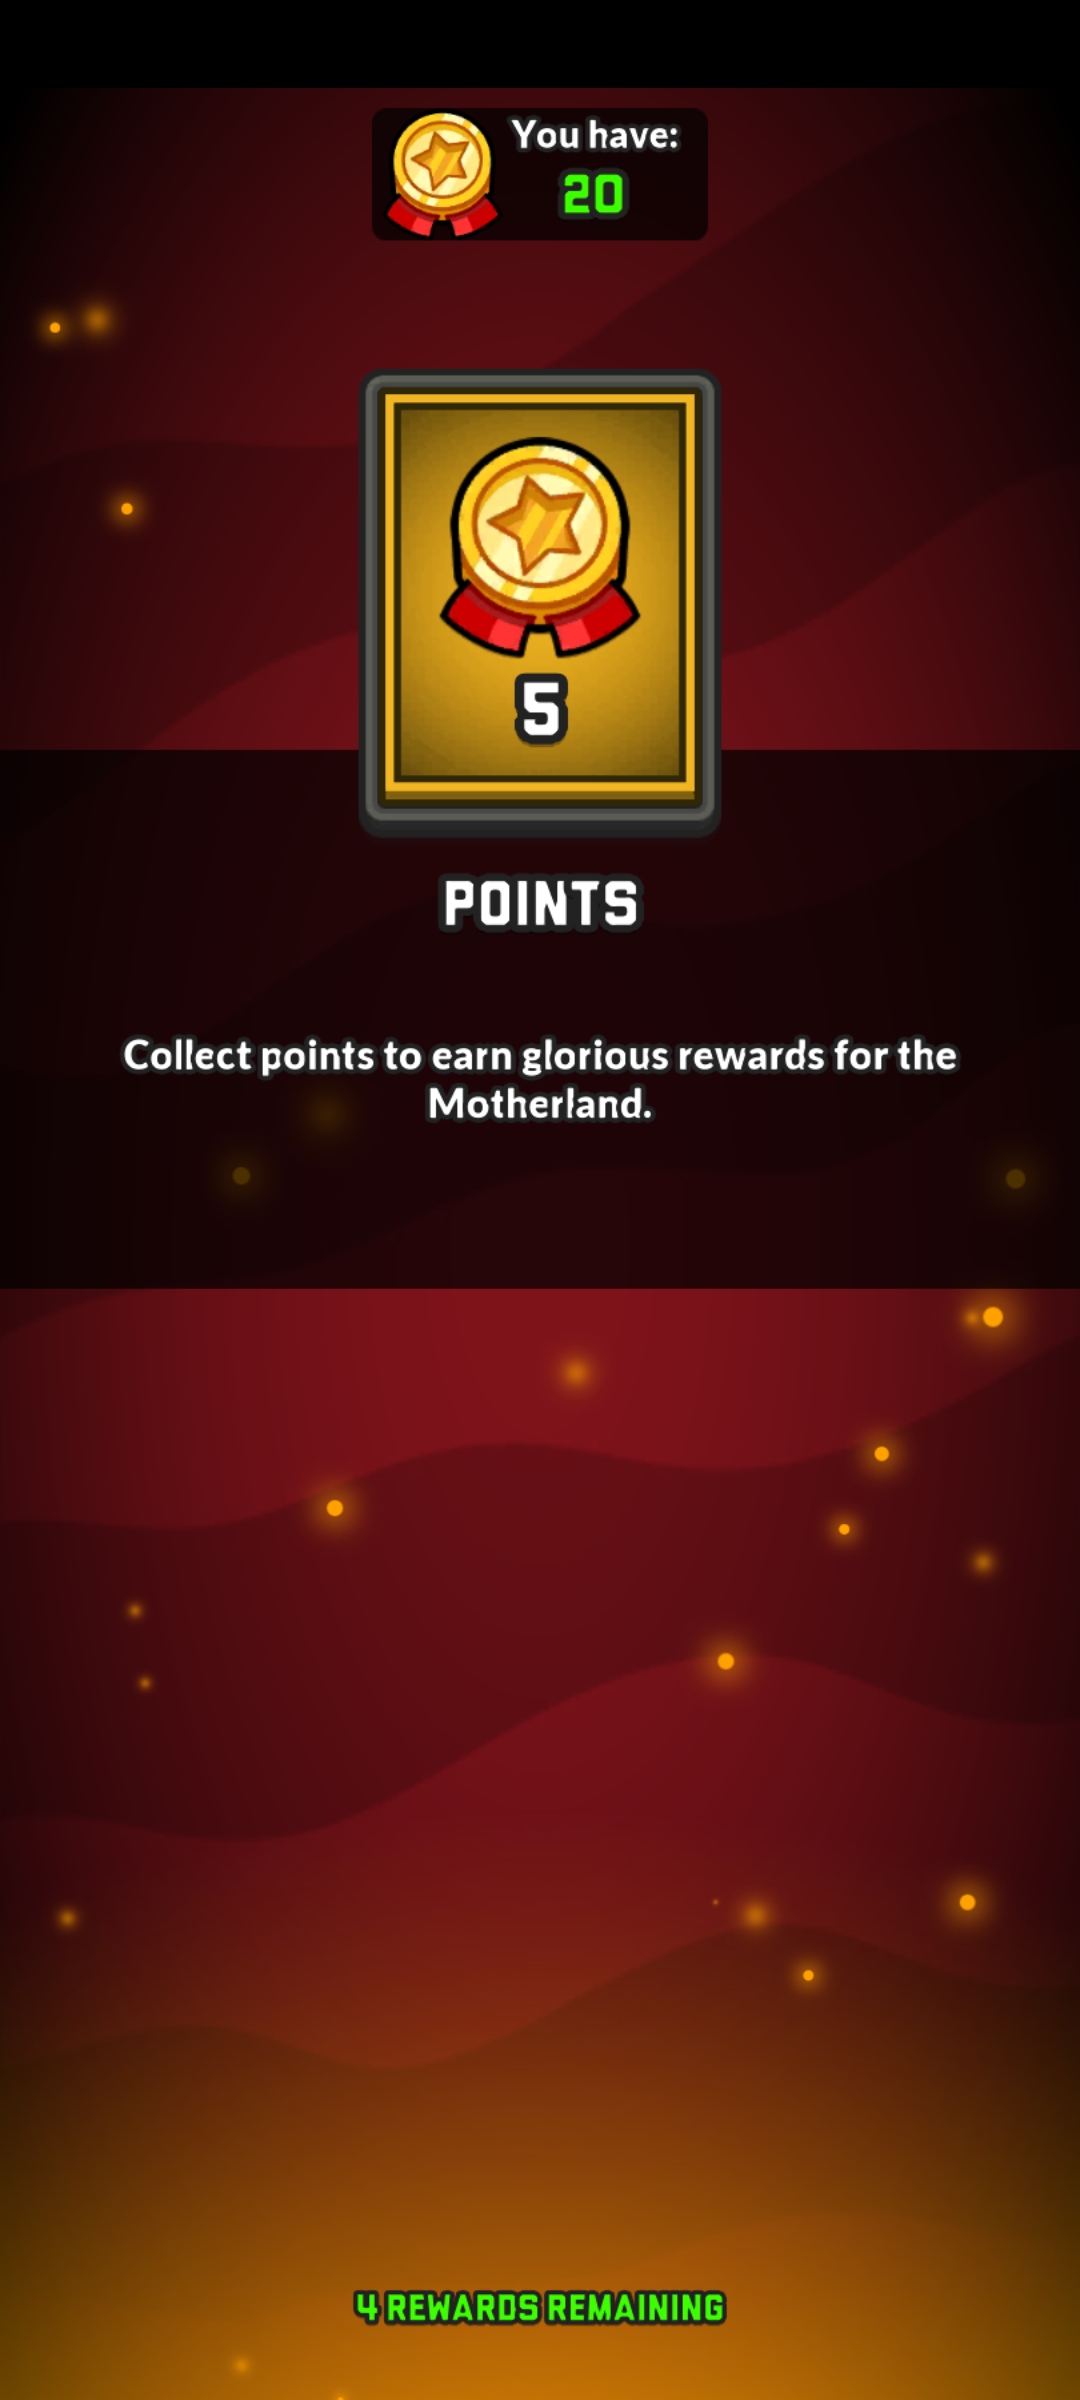 You have:
20
5
POINTS
Collect points to earn glorious rewards for the
Motherland.
4 REWARDS REMAINING